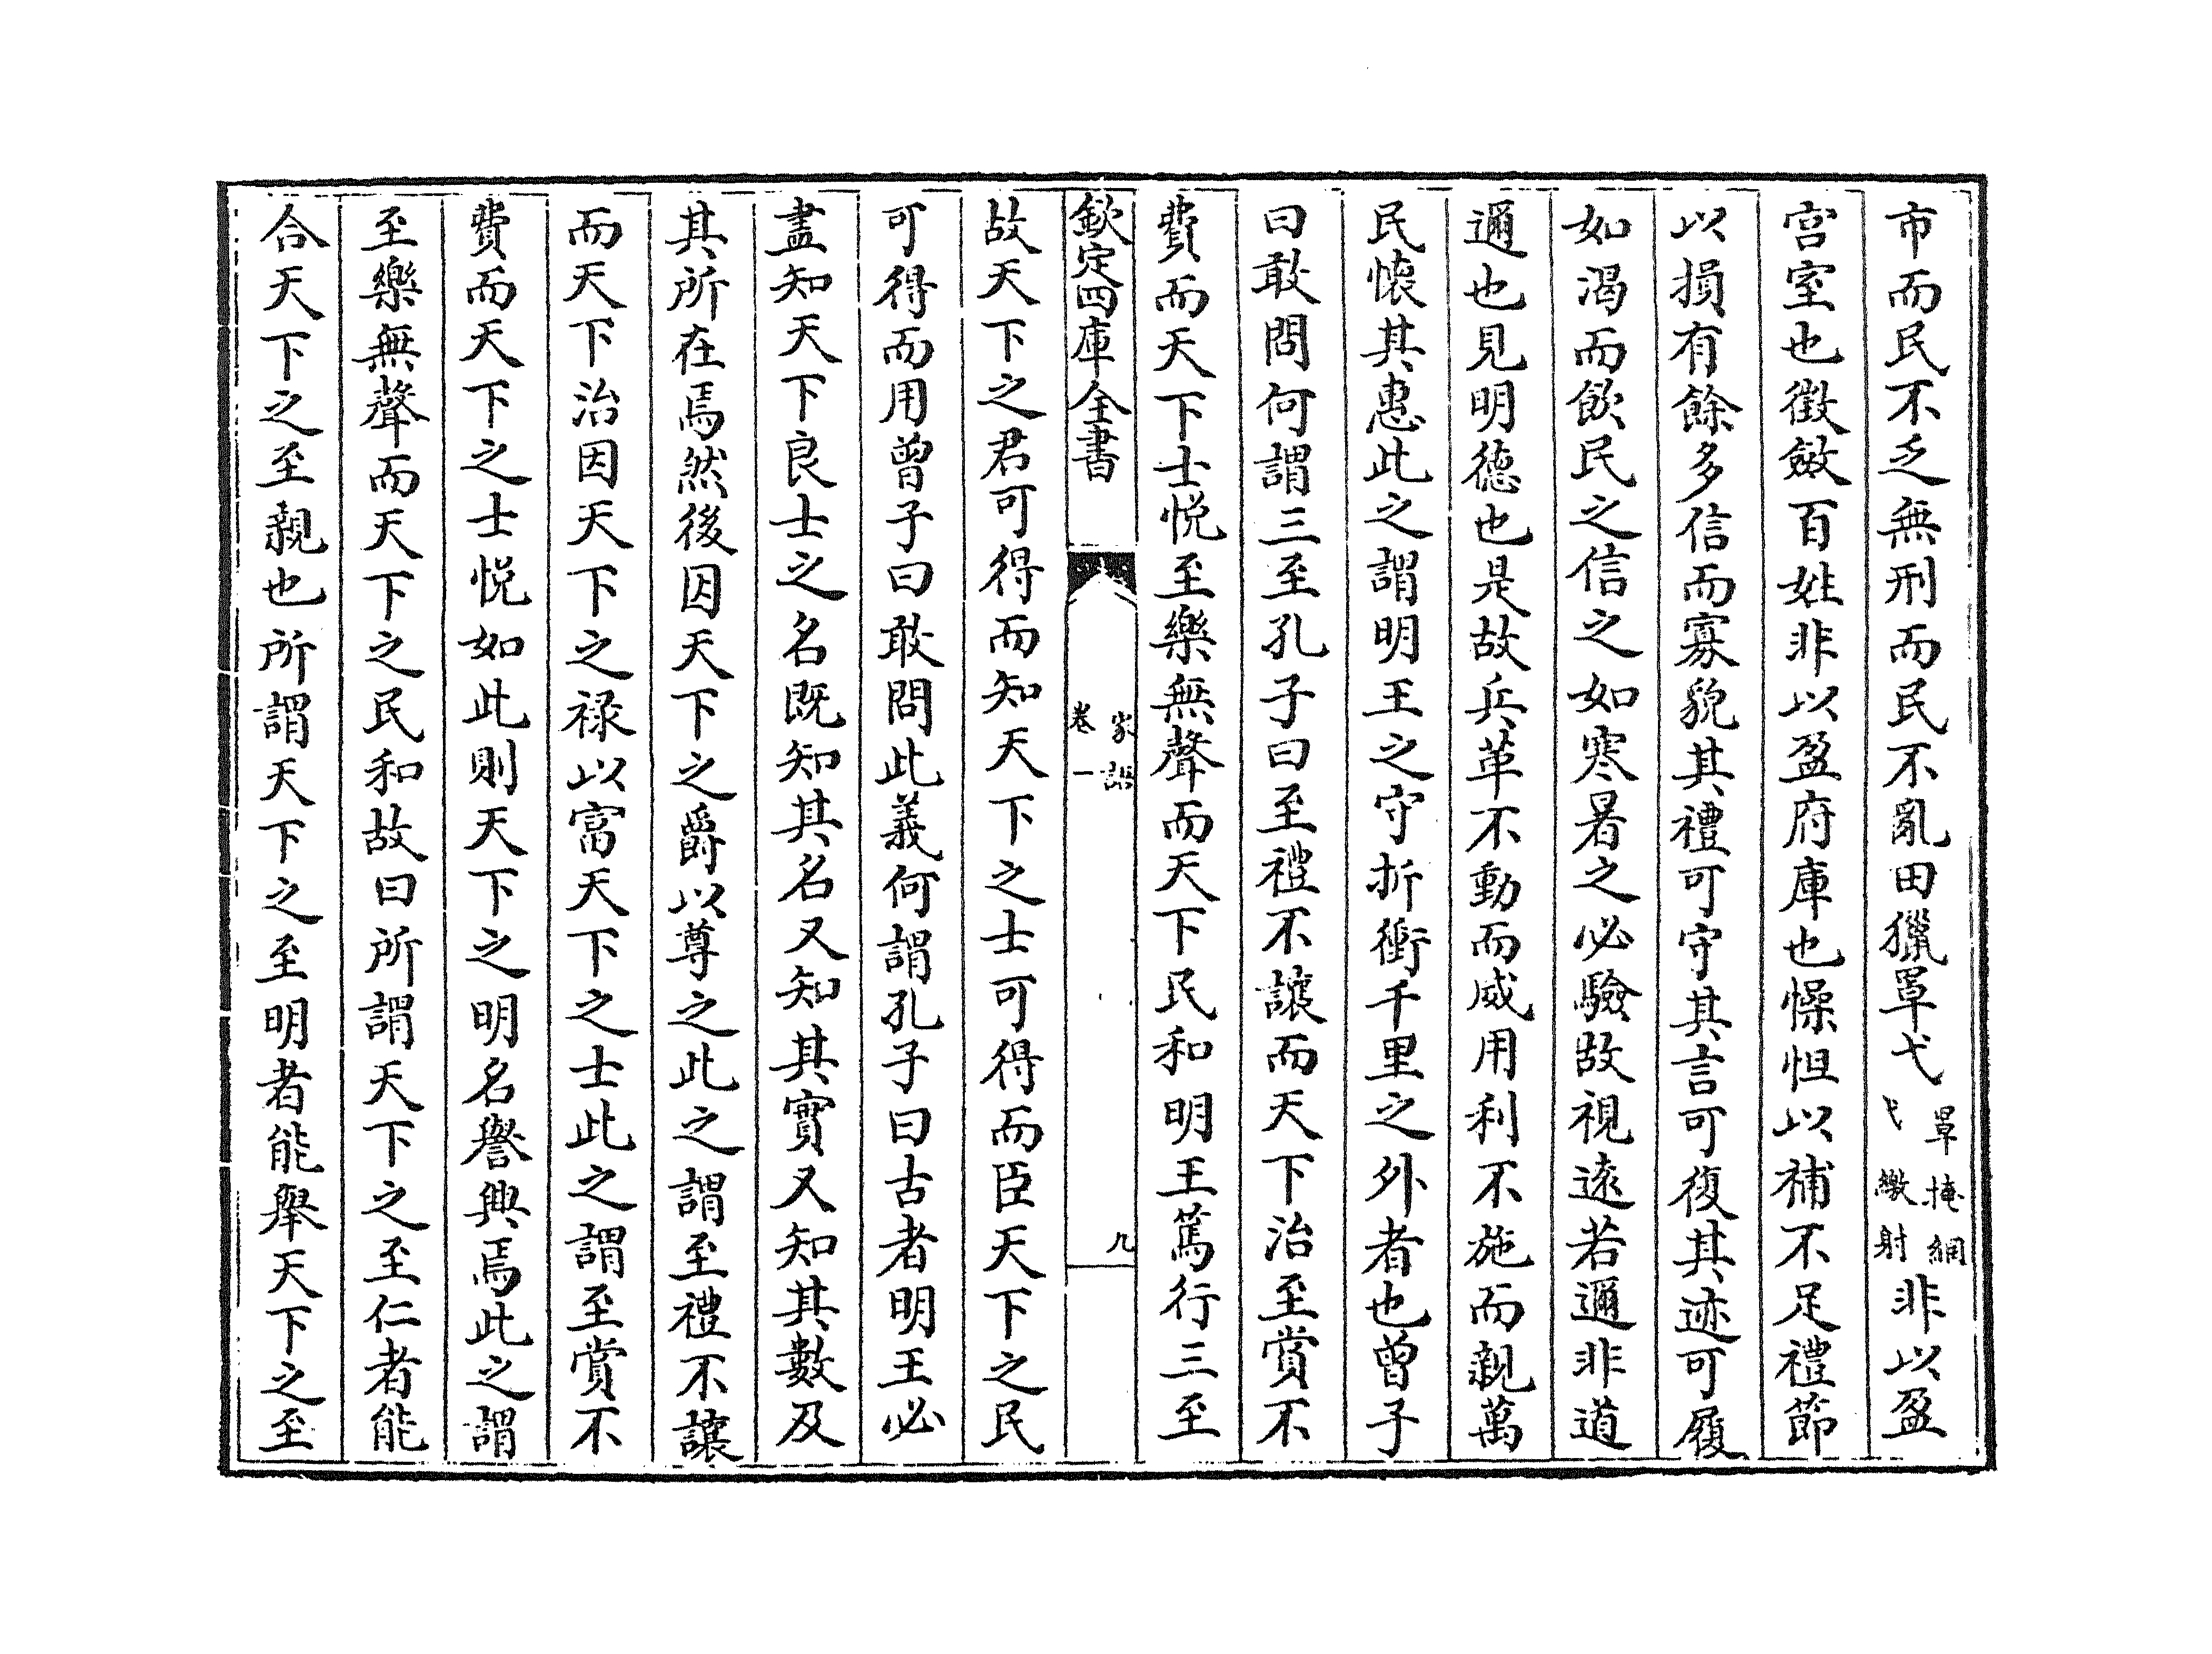 市而民不乏無刑而民不亂田獵罩弋罩掩網弋繳射非以盈
宫室也徴斂百姓非以盈府庫也懆怛以補不足禮節
以損有餘多信而寡貌其禮可守其言可復其迹可履
如渴而飲民之信之如寒暑之必驗故視逺若邇非道
邇也見明徳也是故兵革不動而威用利不施而親萬
民懐其惠此之謂明王之守折衝千里之外者也曾子
曰敢問何謂三至孔子曰至禮不讓而天下治至賞不
費而天下士悦至樂無聲而天下民和明王篤行三至
欽定四庫全書
家語
卷一
九
故天下之君可得而知天下之士可得而臣天下之民
可得而用曾子曰敢問此義何謂孔子曰古者明王必
盡知天下良士之名既知其名又知其實又知其數及
其所在焉然後因天下之爵以尊之此之謂至禮不讓
而天下治因天下之禄以富天下之士此之謂至賞不
費而天下之士悦如此則天下之明名譽興焉此之謂
至樂無聲而天下之民和故曰所謂天下之至仁者能
合天下之至親也所謂天下之至明者能舉天下之至